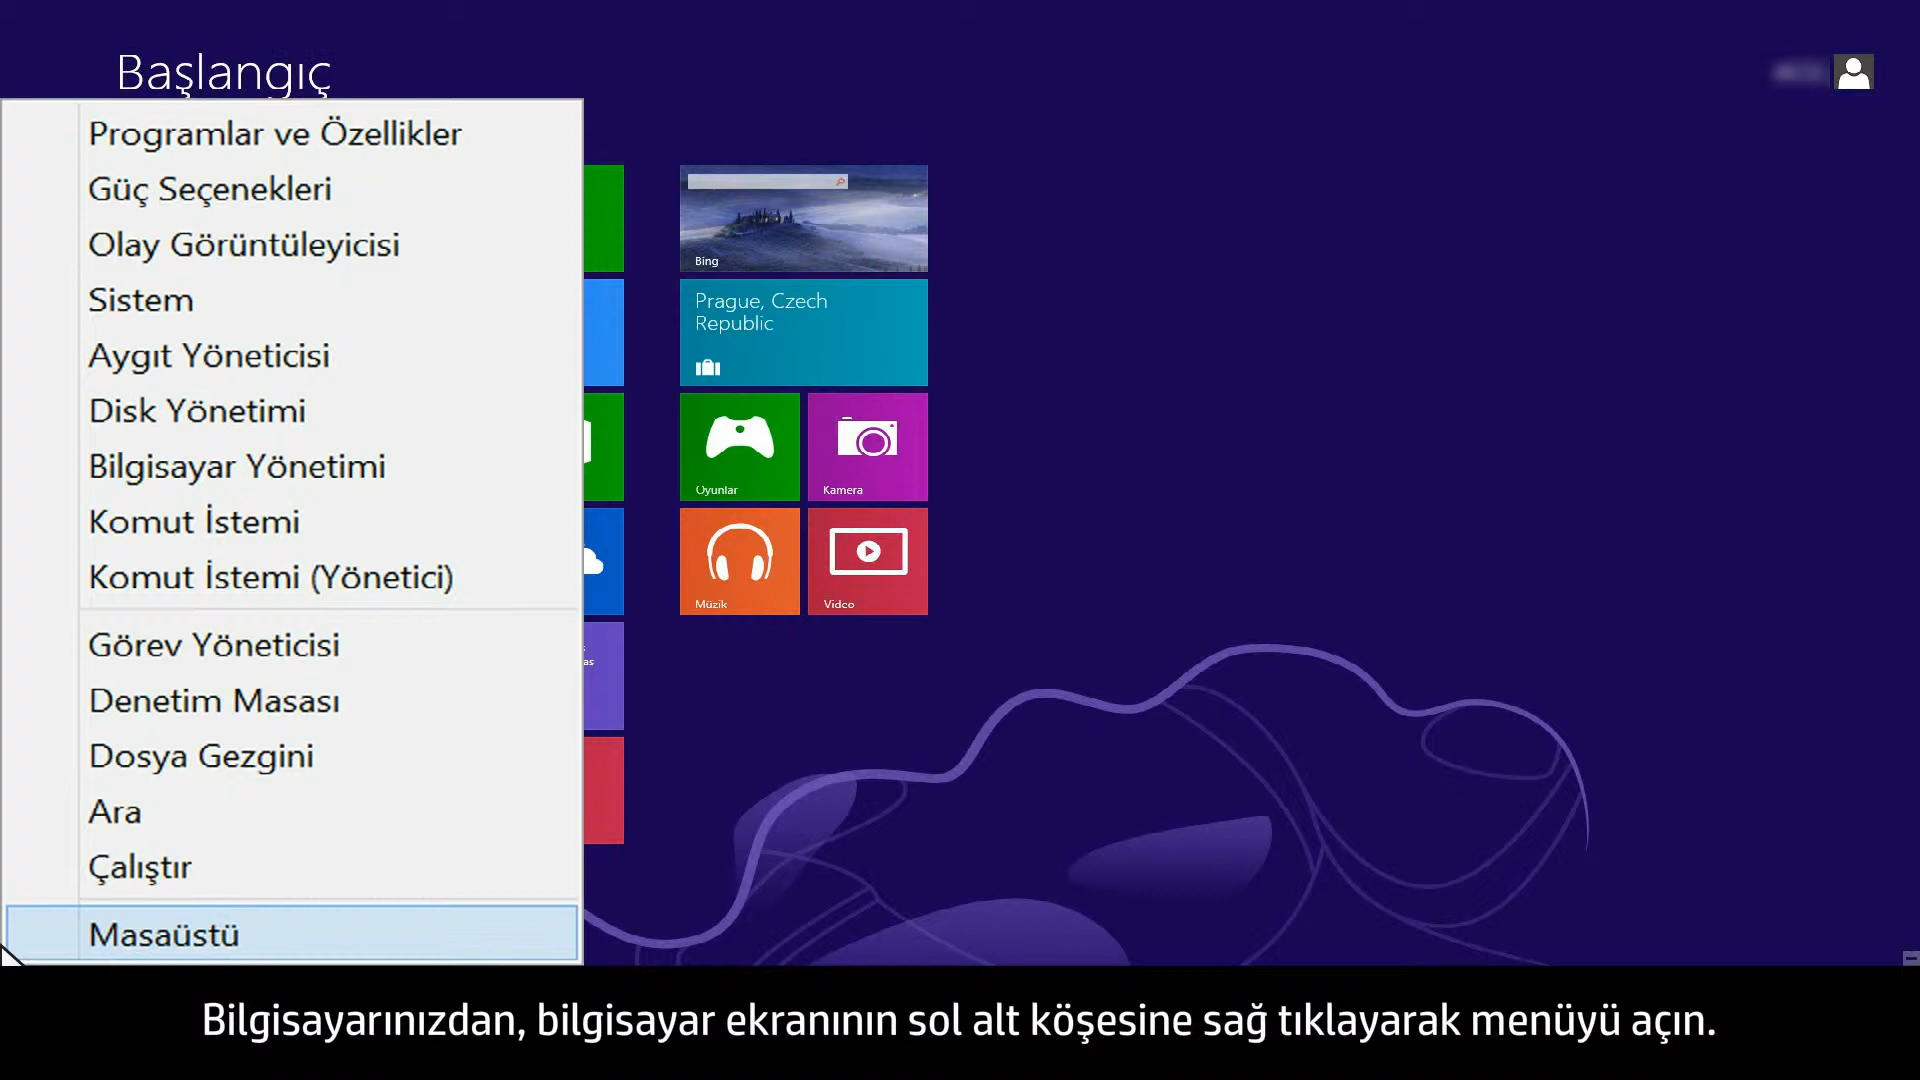 Başlangıç
Programlar ve Özellikler
Güç Seçenekleri
Olay Görüntüleyicisi
Sistem
Aygıt Yöneticisi
Disk Yönetimi
Bilgisayar Yönetimi
Komut İstemi
Komut İstemi (Yönetici)
Görev Yöneticisi
Denetim Masası
Dosya Gezgini
Ara
Çalıştır
Masaüstü
Bing
Prague, Czech
Republic
Oyunlar
Kamera
Müzik
Video
Bilgisayarınızdan, bilgisayar ekranının sol alt köşesine sağ tıklayarak menüyü açın.